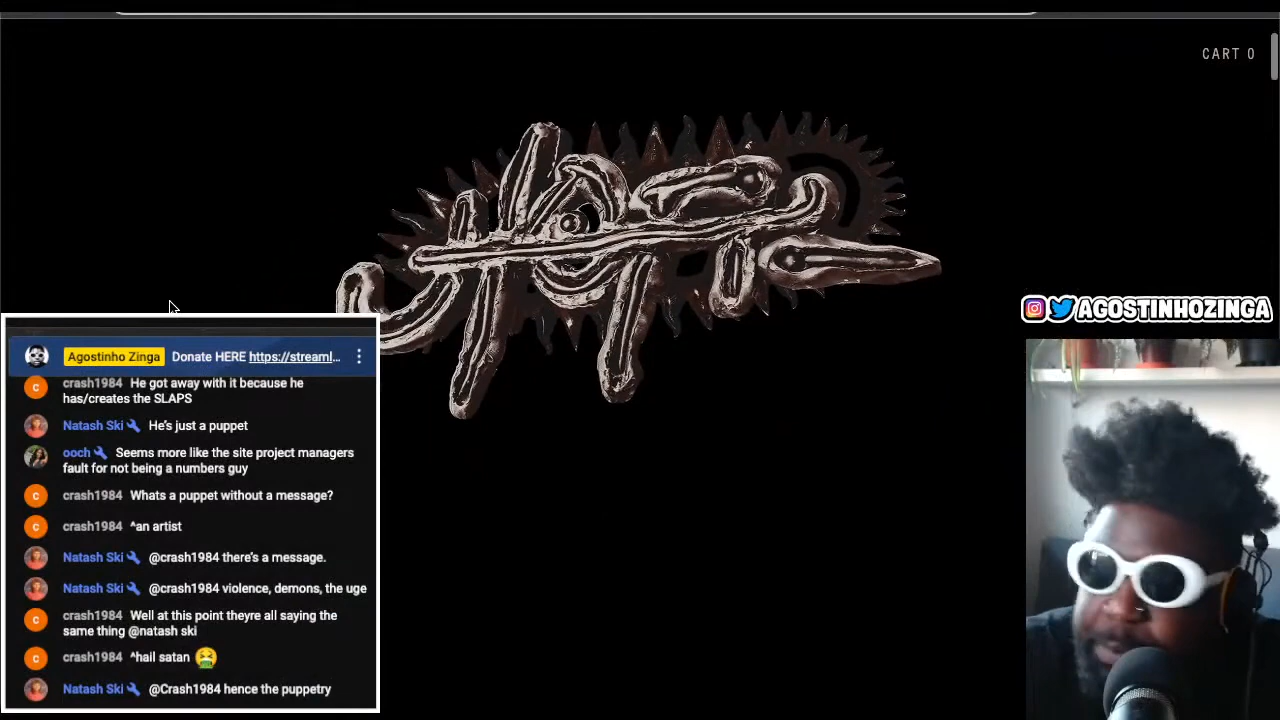 CART 0
AGOSTINHOZINGA
Agostinho Zinga Donate HERE https://streaml...
crash1984 He got away with it because he
has/creates the SLAPS
Natash Ski He's just a puppet
ooch Seems more like the site project managers
fault for not being a numbers guy
crash1984 Whats a puppet without a message?
crash1984 ^an artist
Natash Ski @crash1984 there's a message.
Natash Ski @crash1984 violence, demons, the uge
crash1984 Well at this point theyre all saying the
same thing @natash ski
crash1984 ^hail satan
Natash Ski @Crash1984 hence the puppetry
C
C
C
C
C